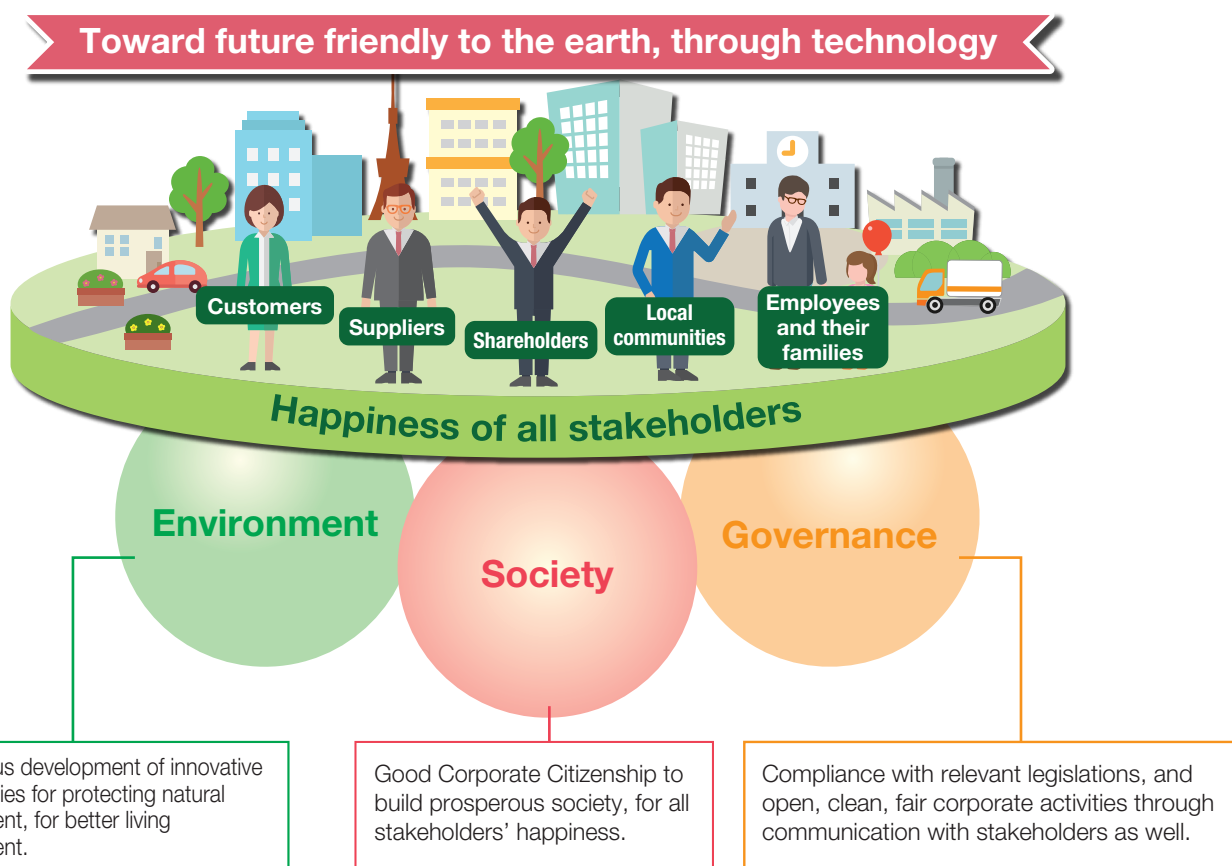 Toward future friendly to the earth, through technology
Customers
Suppliers
Shareholders
Local
communities
Employees
and their
families
Happiness of all stakeholders
Environment
Society
Governance
development of innovative
for protecting natural
for better living
Good Corporate Citizenship to
build prosperous society, for all
stakeholders’ happiness.
Compliance with relevant legislations, and
open, clean, fair corporate activities through
communication with stakeholders as well.